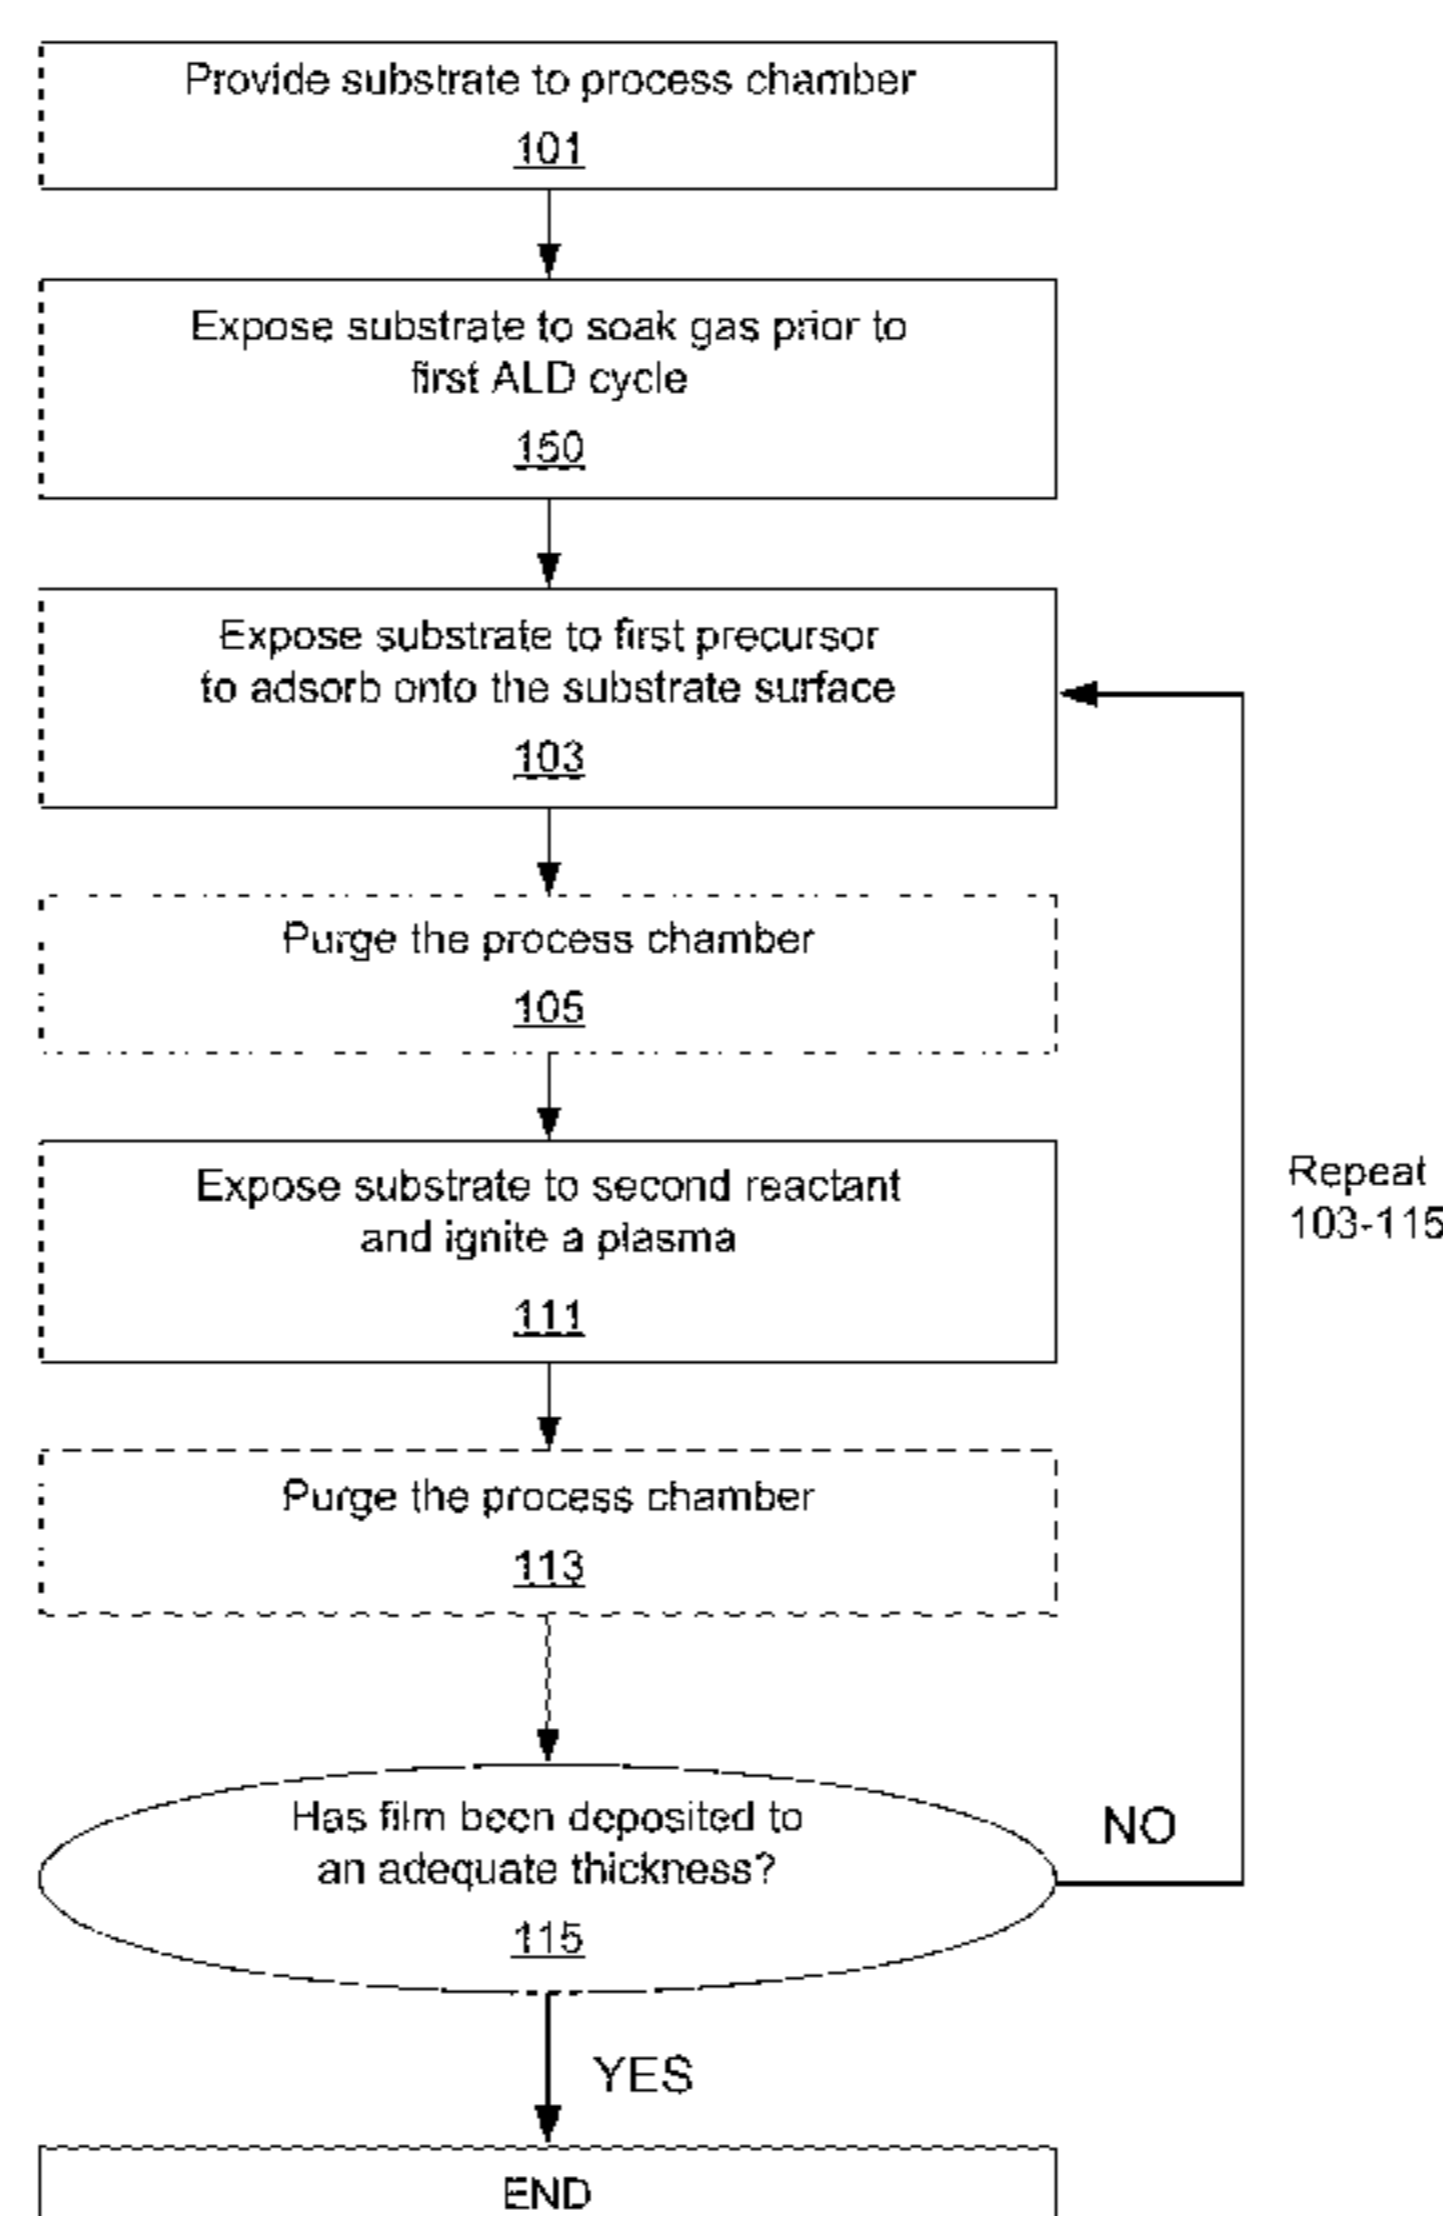 Provide substrate to process chamber
101
Expose substrate to soak gas prior to
first ALD cycle
150
Expose substrate to first precursor
to adsorb onto the substrate surface
103
Purge the process chamber
105
Expose substrate to second reactant
and ignite a plasma
111
Repeat
103-115
Purge the process chamber
113
Has film been deposited to
an adequate thickness?
115
NO
YES
END